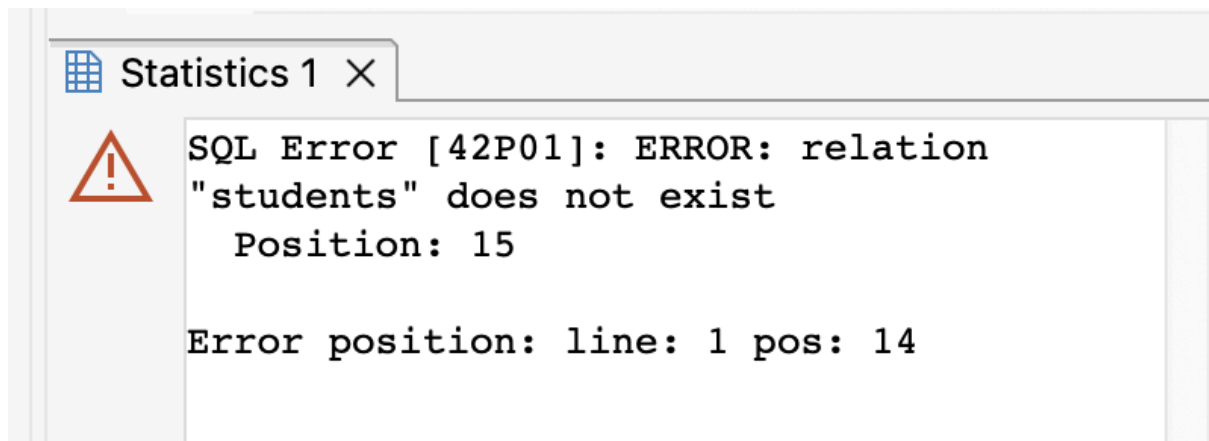 Statistics 1
SQL Error [42P01]: ERROR: relation
"students" does not exist
Position: 15
Error position: line: 1 pos: 14